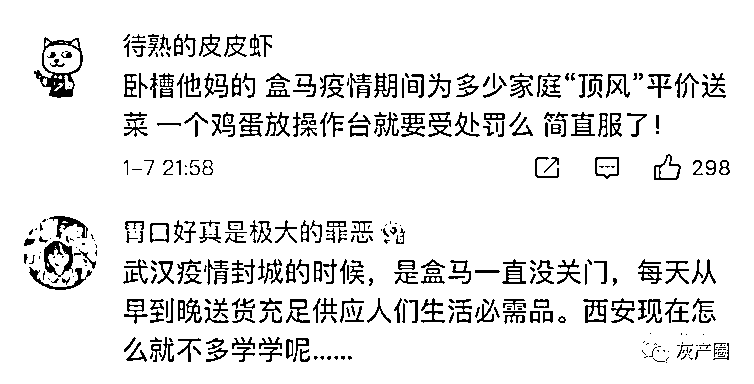 待熟的皮皮虾
卧槽他妈的 盒马疫情期间为多少家庭“顶风”平价送
菜 一个鸡蛋放操作台就要受处罚么 简直服了！
1-7 21:58
298
胃口好真是极大的罪恶
武汉疫情封城的时候，是盒马一直没关门，每天从
早到晚送货充足供应人们生活必需品。西安现在怎
么就不多学学呢......
灰产圈